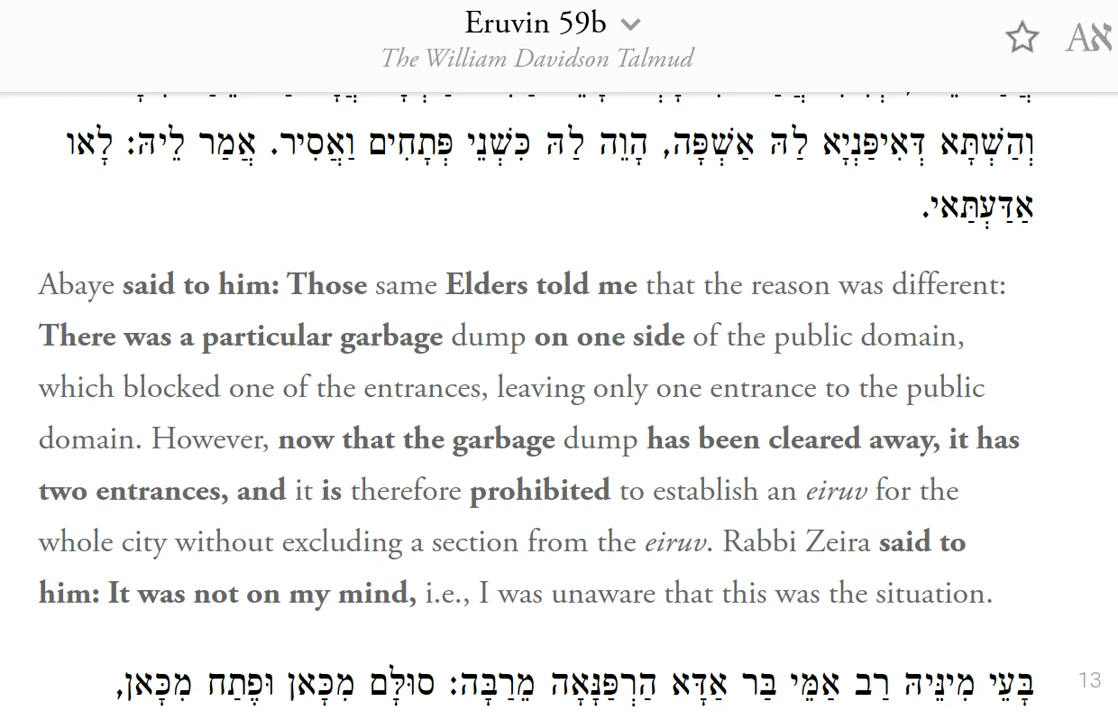 Eruvin 59b
The William Davidson Talmud
וְהַשְׁתָּא דְּאִיפַּנְיָא לַהּ אַשְׁפָּה, הָוֵה לַהּ כִּשְׁנֵי פְּתָחִים וַאֲסִיר. אֲמַר לֵיהּ: לָאו
אַדַּעְתַּאי.
Abaye said to him: Those same Elders told me that the reason was different:
There was a particular garbage dump on one side of the public domain,
which blocked one of the entrances, leaving only one entrance to the public
domain. However, now that the garbage dump has been cleared away, it has
two entrances, and it is therefore prohibited to establish an eiruv for the
whole city without excluding a section from the eiruv. Rabbi Zeira said to
him: It was not on my mind, i.e., I was unaware that this was the situation.
בָּעֵי מִינֵּיהּ רַב אַמֵּי בַּר אַדָּא הַרְפַּנָּאָה מֵרַבָּה: סוּלָּם מִכָּאן וּפֶתַח מִכָּאן,
13